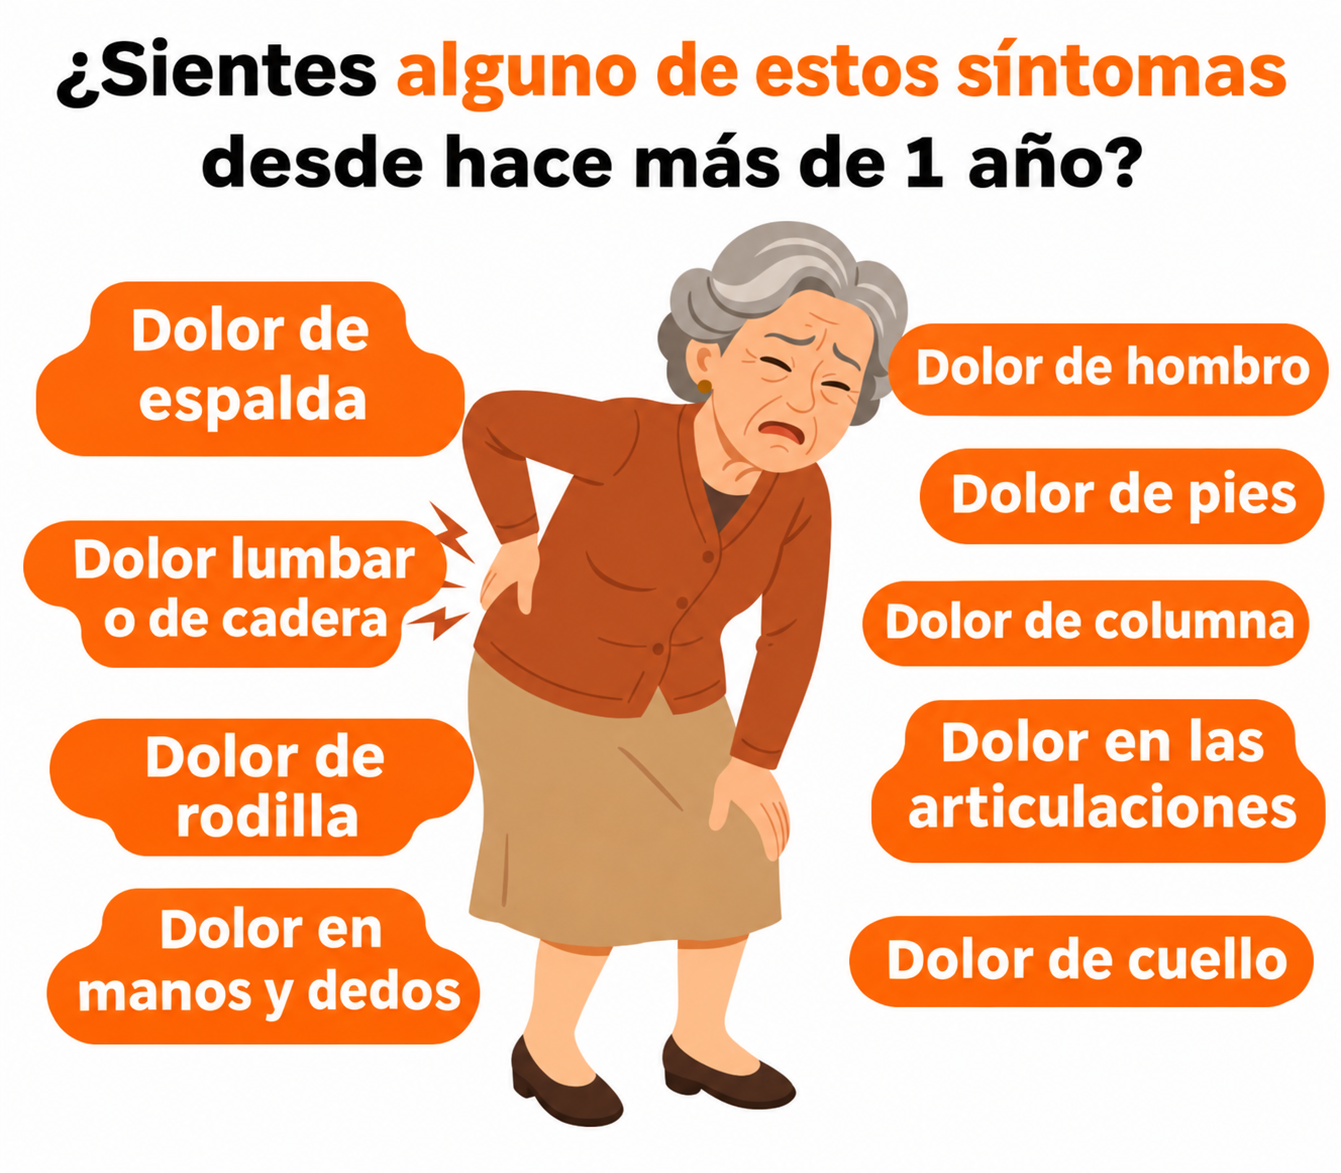 ¿Sientes alguno de estos síntomas
desde hace más de 1 año?
Dolor de
espalda
Dolor lumbar
o de cadera
Dolor de
rodilla
Dolor en
manos y dedos
Dolor de hombro
Dolor de pies
Dolor de columna
Dolor en las
articulaciones
Dolor de cuello